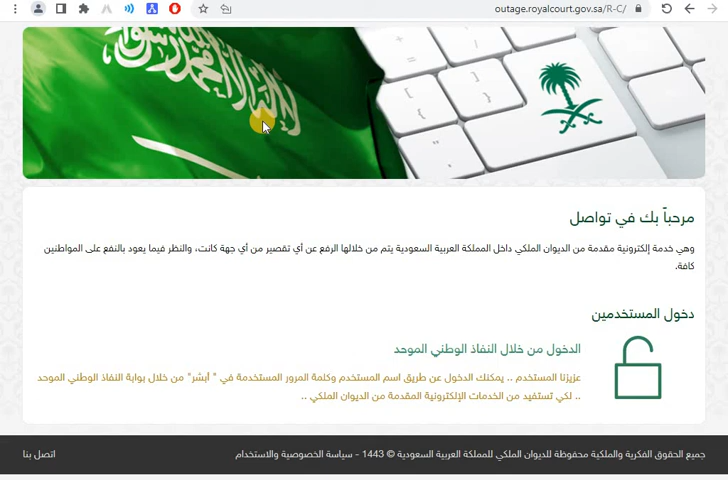 outage.royalcourt.gov.sa/R-C/
مرحباً بك في تواصل
وهي خدمة إلكترونية مقدمة من الديوان الملكي داخل المملكة العربية السعودية يتم من خلالها الرفع عن أي تقصير من أي جهة كانت، والنظر فيما يعود بالنفع على المواطنين
كافة.
دخول المستخدمين
الدخول من خلال النفاذ الوطني الموحد
عزيزنا المستخدم .. يمكنك الدخول عن طريق اسم المستخدم وكلمة المرور المستخدمة في " أبشر" من خلال بوابة النفاذ الوطني الموحد
.. لكي تستفيد من الخدمات الإلكترونية المقدمة من الديوان الملكي ..
جميع الحقوق الفكرية والملكية محفوظة للديوان الملكي للمملكة العربية السعودية © 1443 - سياسة الخصوصية والاستخدام
اتصل بنا